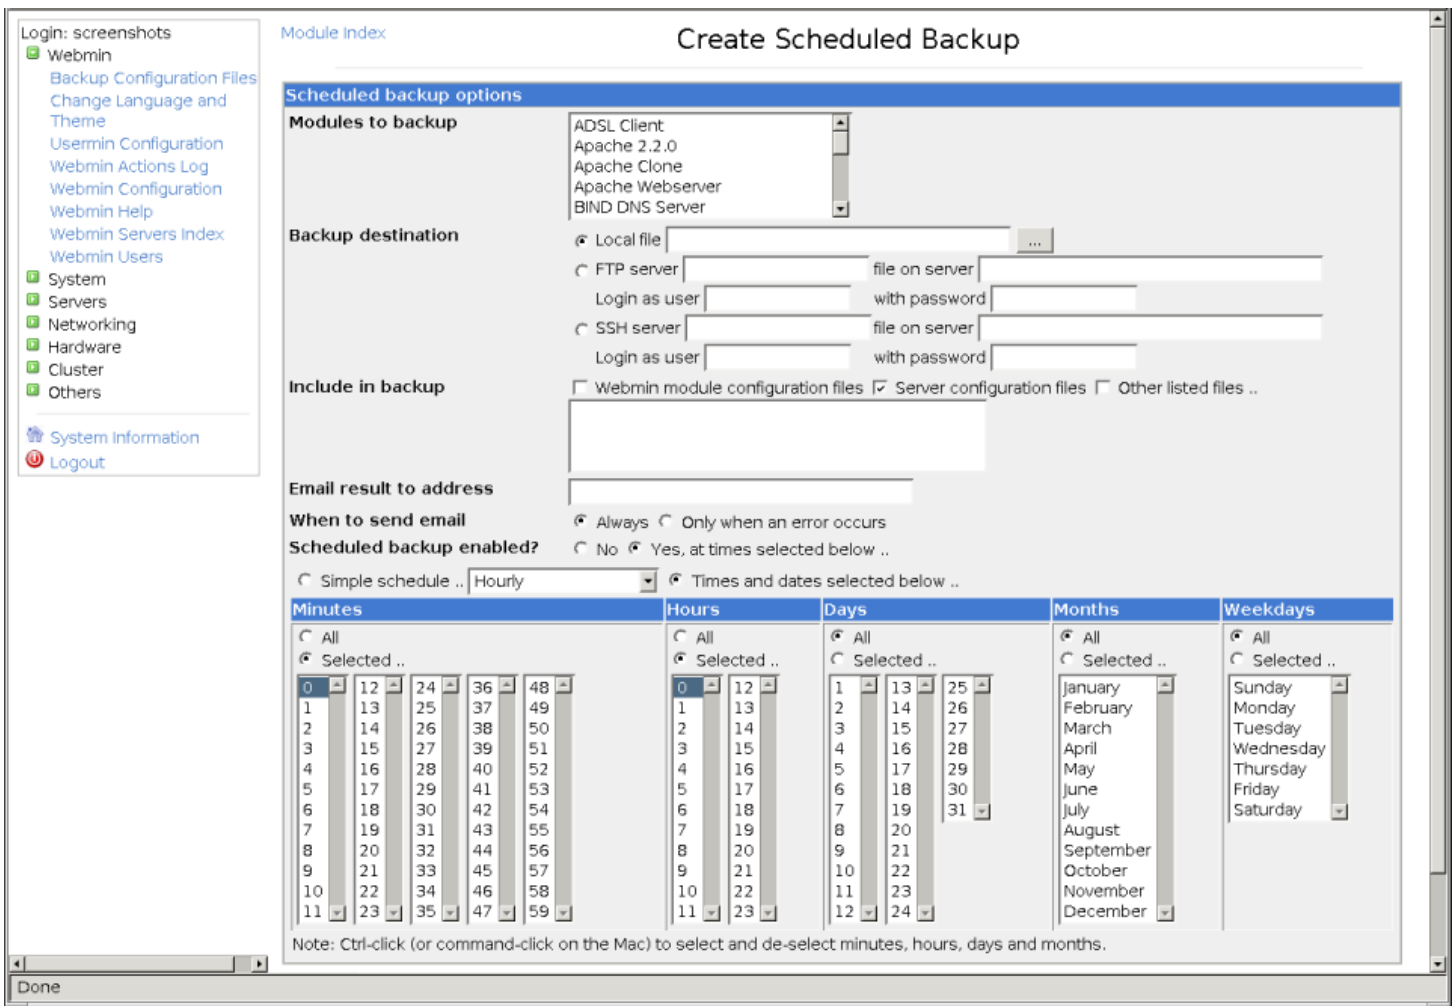 Login: screenshots
Webmin
Backup Configuration Files
Change Language and
Theme
Usermin Configuration
Webmin Actions Log
Webmin Configuration
Webmin Help
Webmin Servers Index
Webmin Users
System
Servers
Networking
Hardware
Cluster
Others
System Information
Logout
Module Index
Create Scheduled Backup
Scheduled backup options
Modules to backup
ADSL Client
Apache 2.2.0
Apache Clone
Apache Webserver
BIND DNS Server
Backup destination
Local file ...
FTP server file on server
Login as user with password
SSH server file on server
Login as user with password
Include in backup Webmin module configuration files Server configuration files Other listed files ..
Email result to address
When to send email Always Only when an error occurs
Scheduled backup enabled? No Yes, at times selected below ..
Simple schedule .. Hourly Times and dates selected below ..
Minutes Hours Days Months Weekdays
All All All All All
Selected .. Selected .. Selected .. Selected .. Selected ..
0 12 24 36 48 0 12 1 13 25 January Sunday
1 13 25 37 49 1 13 2 14 26 February Monday
2 14 26 38 50 2 14 3 15 27 March Tuesday
3 15 27 39 51 3 15 4 16 28 April Wednesday
4 16 28 40 52 4 16 5 17 29 May Thursday
5 17 29 41 53 5 17 6 18 30 June Friday
6 18 30 42 54 6 18 7 19 31 July Saturday
7 19 31 43 55 7 19 8 20 August
8 20 32 44 56 8 20 9 21 September
9 21 33 45 57 9 21 10 22 October
10 22 34 46 58 10 22 11 23 November
11 23 35 47 59 11 23 12 24 December
Note: Ctrl-click (or command-click on the Mac) to select and de-select minutes, hours, days and months.
Done